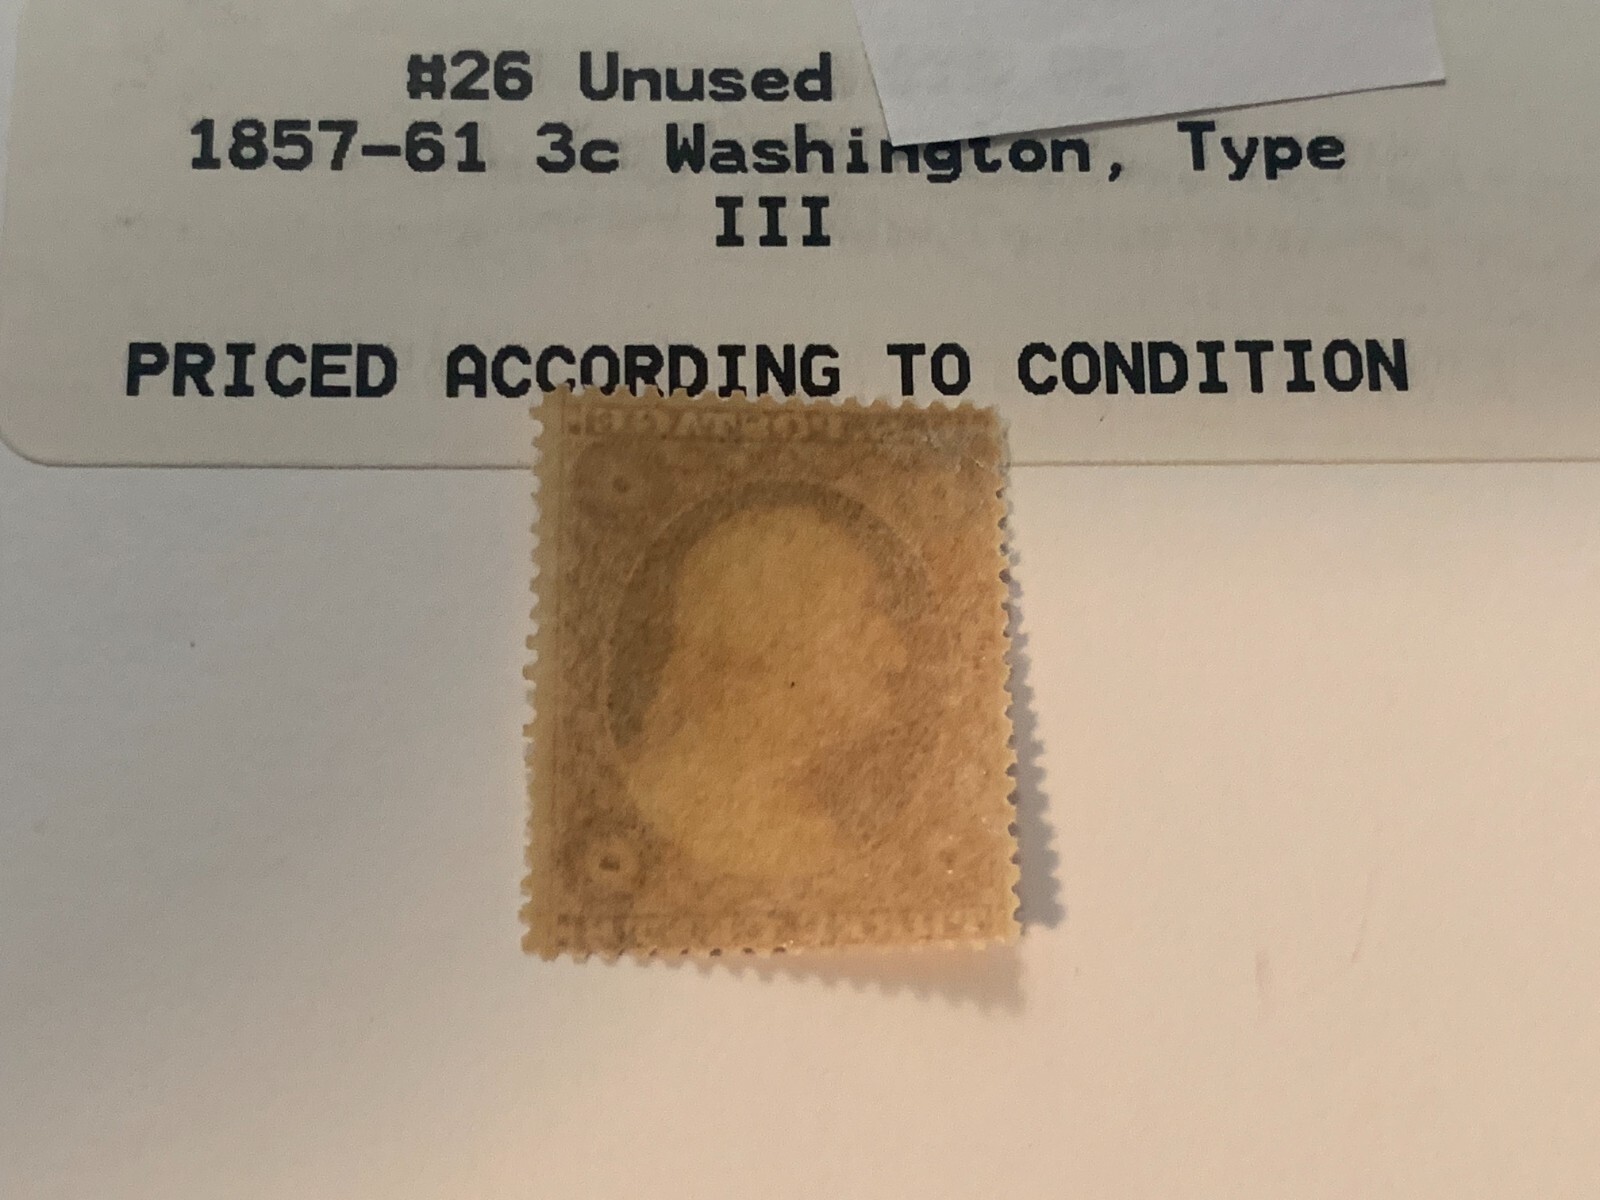 #26 Unused
1857-61 3c Washington, Type
III
PRICED ACCORDING TO CONDITION